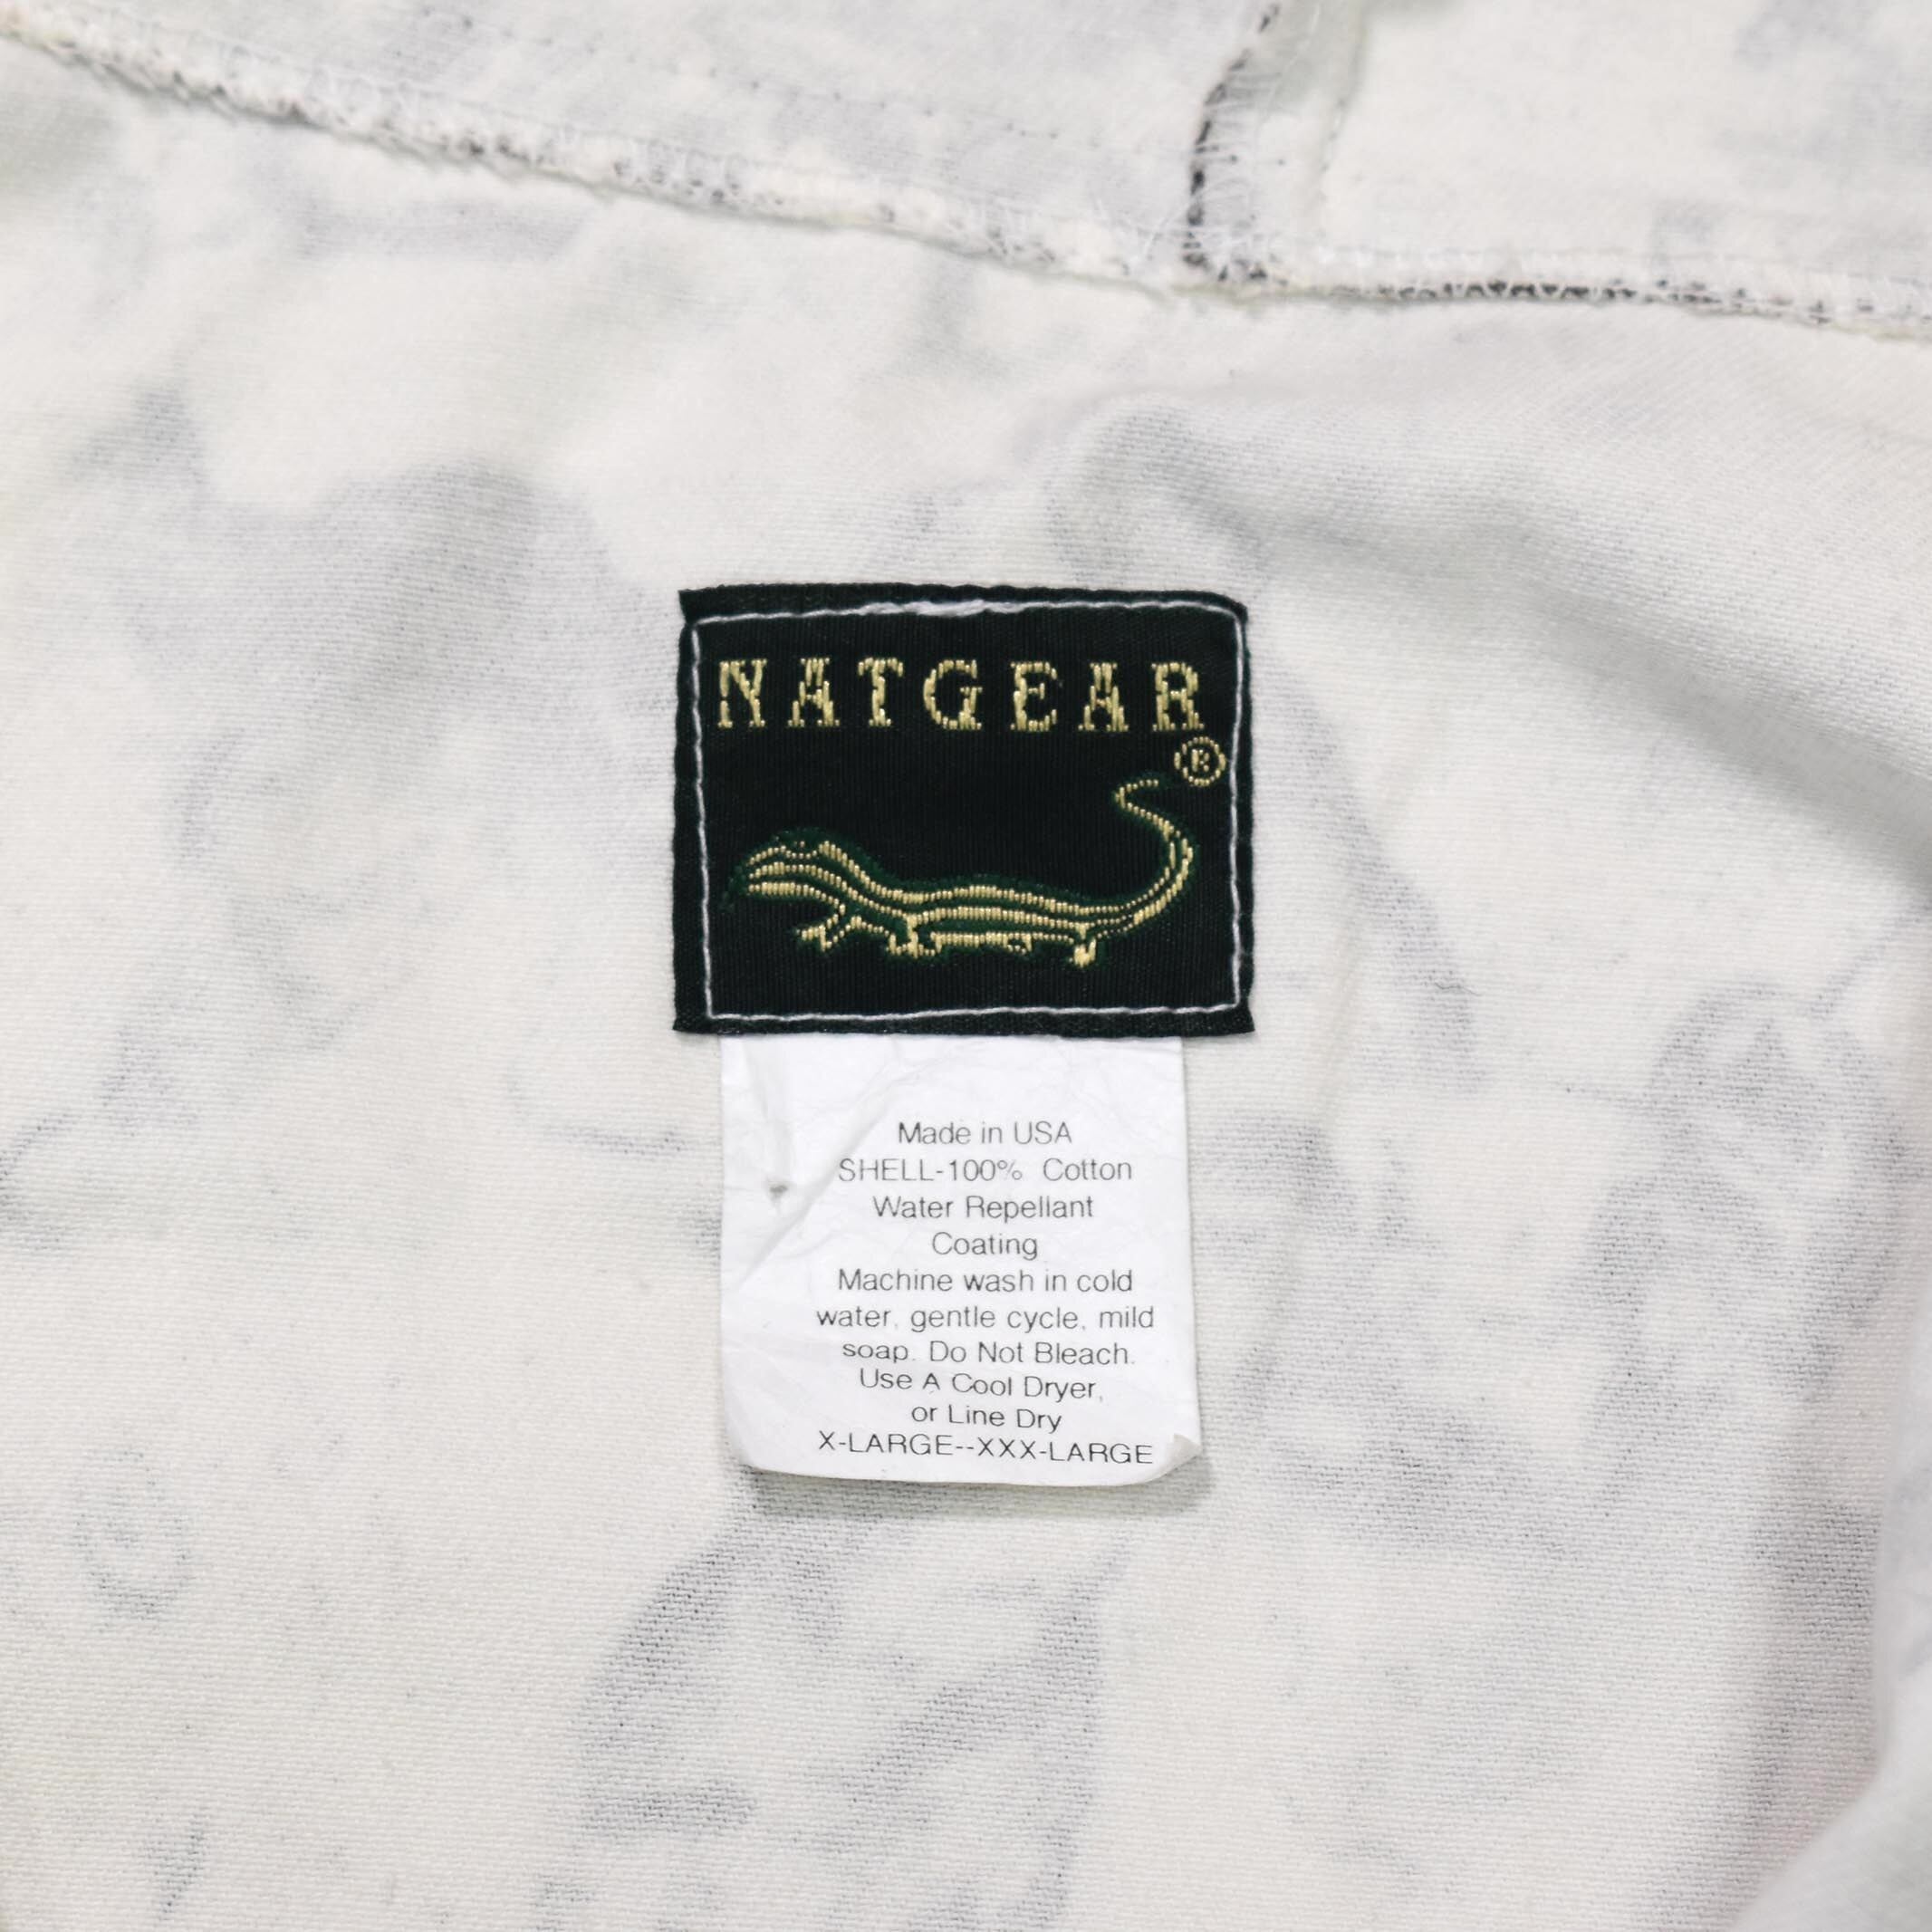 NATGEAR
®
Made in USA
SHELL-100% Cotton
Water Repellant
Coating
Machine wash in cold
water, gentle cycle, mild
soap. Do Not Bleach.
Use A Cool Dryer,
or Line Dry
X-LARGE--XXX-LARGE